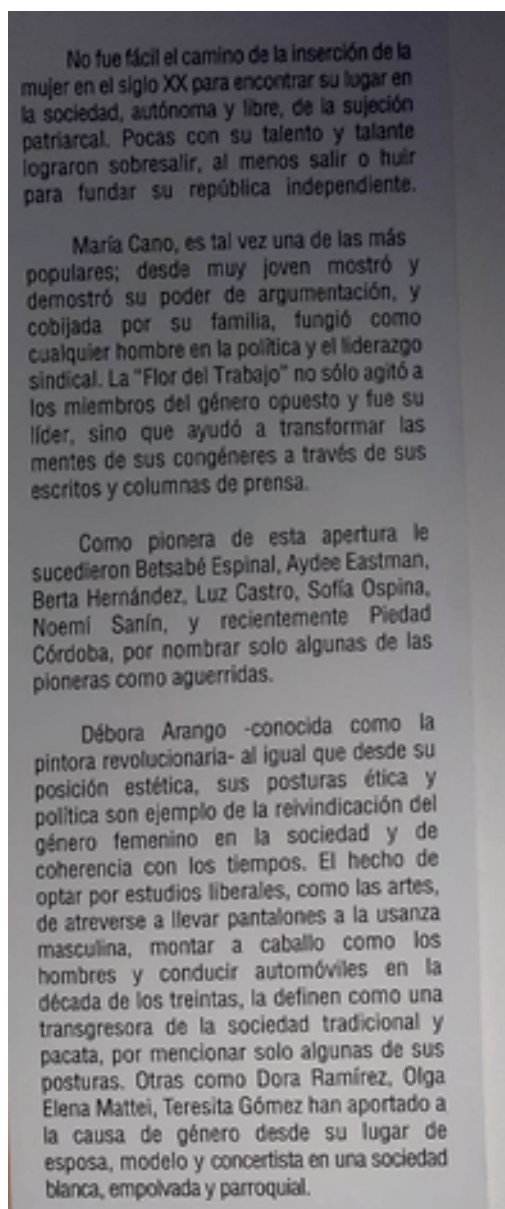 No fue fácil el camino de la inserción de la
mujer en el siglo XX para encontrar su lugar en
la sociedad, autónoma y libre, de la sujeción
patriarcal. Pocas con su talento y talante
lograron sobresalir, al menos salir o huir
para fundar su república independiente.
María Cano, es tal vez una de las más
populares; desde muy joven mostró y
demostró su poder de argumentación, y
cobijada por su familia, fungió como
cualquier hombre en la política y el liderazgo
sindical. La "Flor del Trabajo" no sólo agitó a
los miembros del género opuesto y fue su
líder, sino que ayudó a transformar las
mentes de sus congéneres a través de sus
escritos y columnas de prensa.
Como pionera de esta apertura le
sucedieron Betsabé Espinal, Aydee Eastman,
Berta Hernández, Luz Castro, Sofía Ospina,
Noemí Sanín, y recientemente Piedad
Córdoba, por nombrar solo algunas de las
pioneras como aguerridas.
Débora Arango -conocida como la
pintora revolucionaria- al igual que desde su
posición estética, sus posturas ética y
política son ejemplo de la reivindicación del
género femenino en la sociedad y de
coherencia con los tiempos. El hecho de
optar por estudios liberales, como las artes,
de atreverse a llevar pantalones a la usanza
masculina, montar a caballo como los
hombres y conducir automóviles en la
década de los treintas, la definen como una
transgresora de la sociedad tradicional y
pacata, por mencionar solo algunas de sus
posturas. Otras como Dora Ramírez, Olga
Elena Mattei, Teresita Gómez han aportado a
la causa de género desde su lugar de
esposa, modelo y concertista en una sociedad
blanca, empolvada y parroquial.